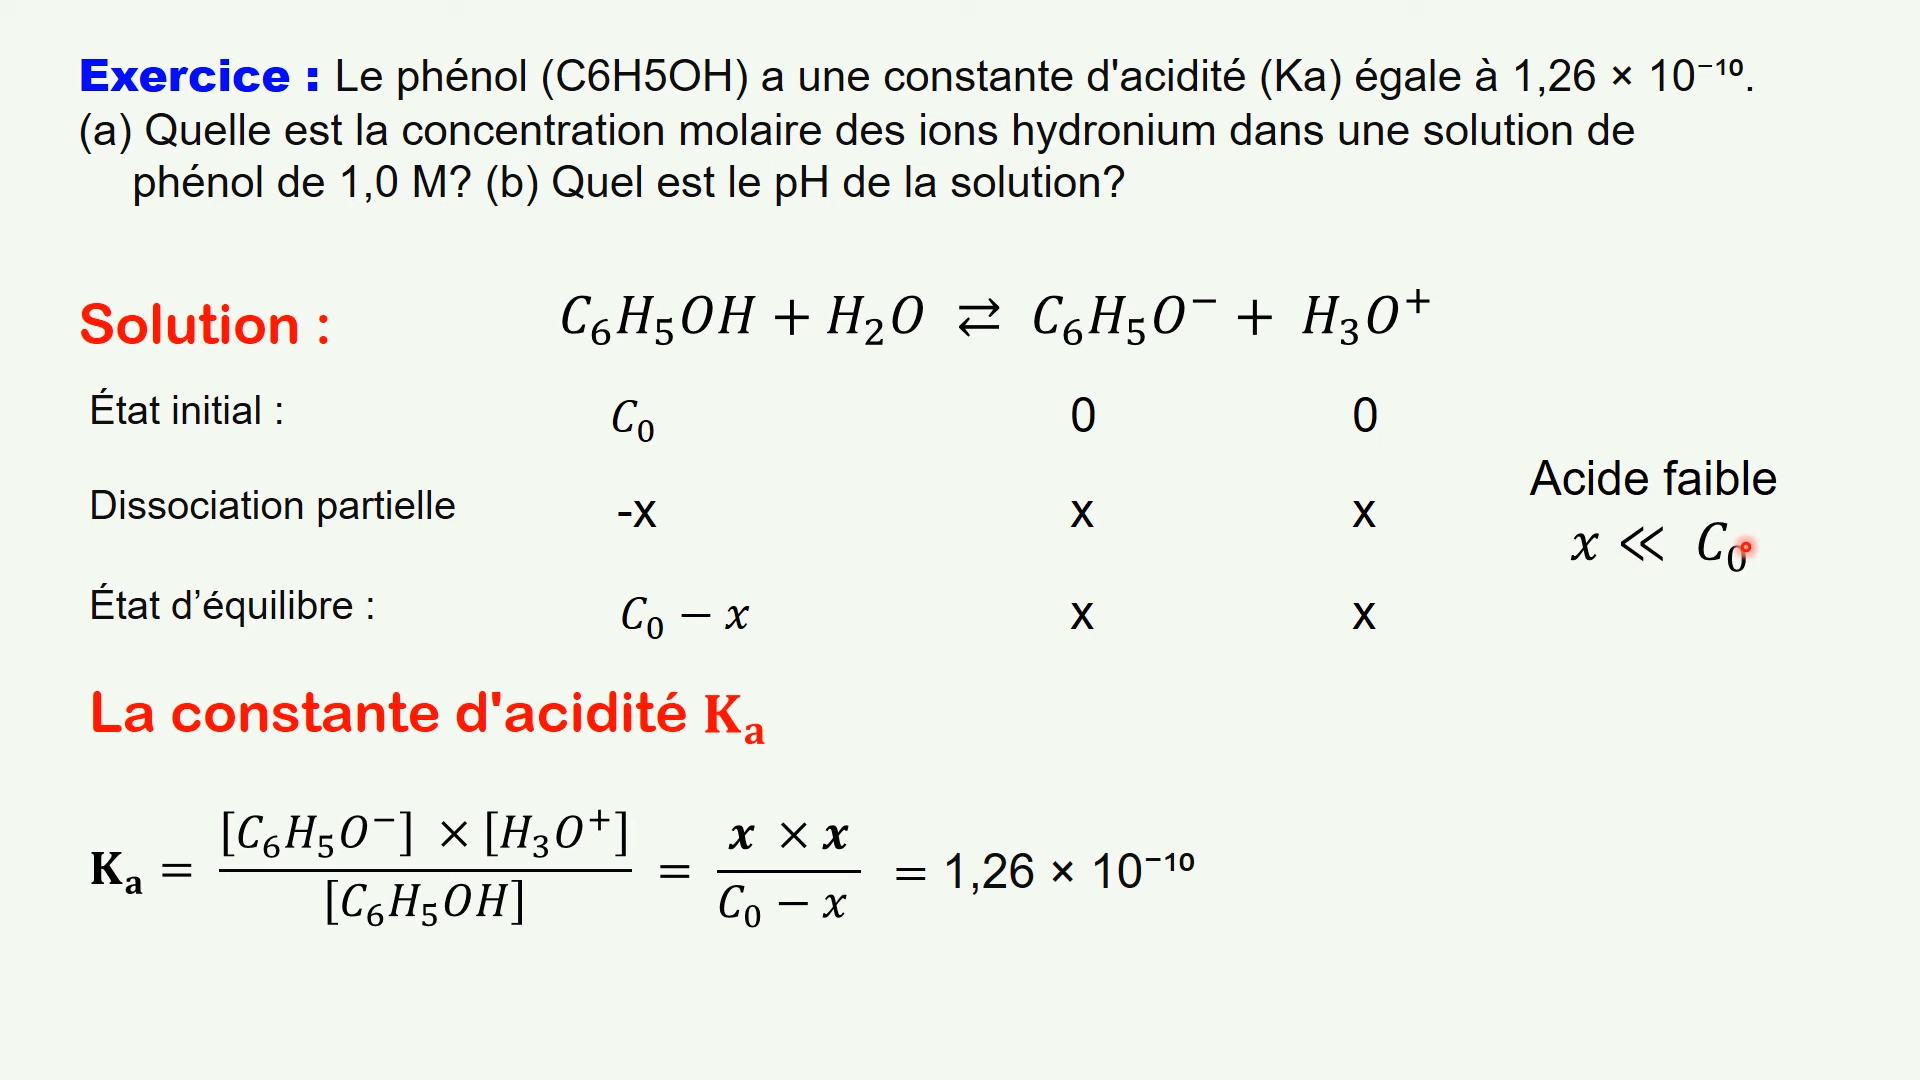 Exercice : Le phénol (C6H5OH) a une constante d'acidité (Ka) égale à 1,26 × 10⁻¹⁰.
(a) Quelle est la concentration molaire des ions hydronium dans une solution de
phénol de 1,0 M? (b) Quel est le pH de la solution?
Solution : C₆H₅OH + H₂O ⇄ C₆H₅O⁻ + H₃O⁺
État initial : C₀ 0 0
Acide faible
Dissociation partielle -x x x
x ≪ C₀
État d’équilibre : C₀ − x x x
La constante d'acidité Kₐ
Kₐ = [C₆H₅O⁻] × [H₃O⁺] / [C₆H₅OH] = x × x / C₀ − x = 1,26 × 10⁻¹⁰